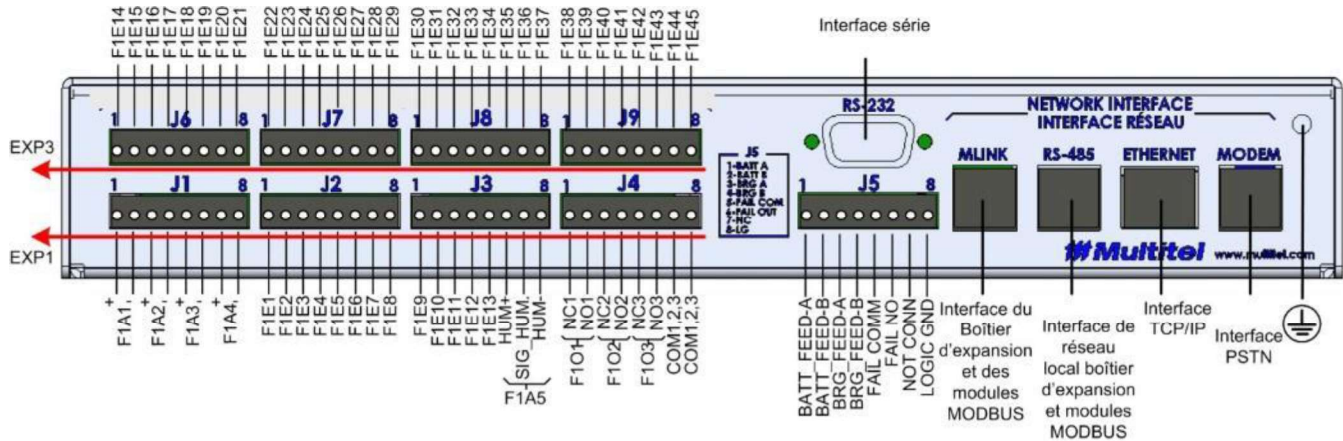 F1E14
F1E15
F1E16
F1E17
F1E18
F1E19
F1E20
F1E21
F1E22
F1E23
F1E24
F1E25
F1E26
F1E27
F1E28
F1E29
F1E30
F1E31
F1E32
F1E33
F1E34
F1E35
F1E36
F1E37
F1E38
F1E39
F1E40
F1E41
F1E42
F1E43
F1E44
F1E45
Interface série
RS-232
NETWORK INTERFACE
INTERFACE RÉSEAU
1 J6 8
1 J7 8
1 J8 8
1 J9 8
EXP3
J5
1-BATT A
2-BATT B
3-BRG A
4-BRG B
5-FAIL COM
6-FAIL OUT
7-NC
8-LG
MLINK
RS-485
ETHERNET
MODEM
1 J1 8
1 J2 8
1 J3 8
1 J4 8
1 J5 8
EXP1
Multitel
www.multitel.com
+
F1A1,
+
F1A2,
+
F1A3,
+
F1A4,
F1E1
F1E2
F1E3
F1E4
F1E5
F1E6
F1E7
F1E8
F1E9
F1E10
F1E11
F1E12
F1E13
HUM+
SIG_HUM.
HUM-
F1A5
F1O1
NC1
NO1
F1O2
NC2
NO2
F1O3
NC3
NO3
COM1,2,3
COM1,2,3
BATT_FEED-A
BATT_FEED-B
BRG_FEED-A
BRG_FEED-B
FAIL COMM
FAIL NO
NOT CONN
LOGIC GND
Interface du
Boîtier
d'expansion
et des
modules
MODBUS
Interface de
réseau
local boîtier
d'expansion
et modules
MODBUS
Interface
TCP/IP
Interface
PSTN